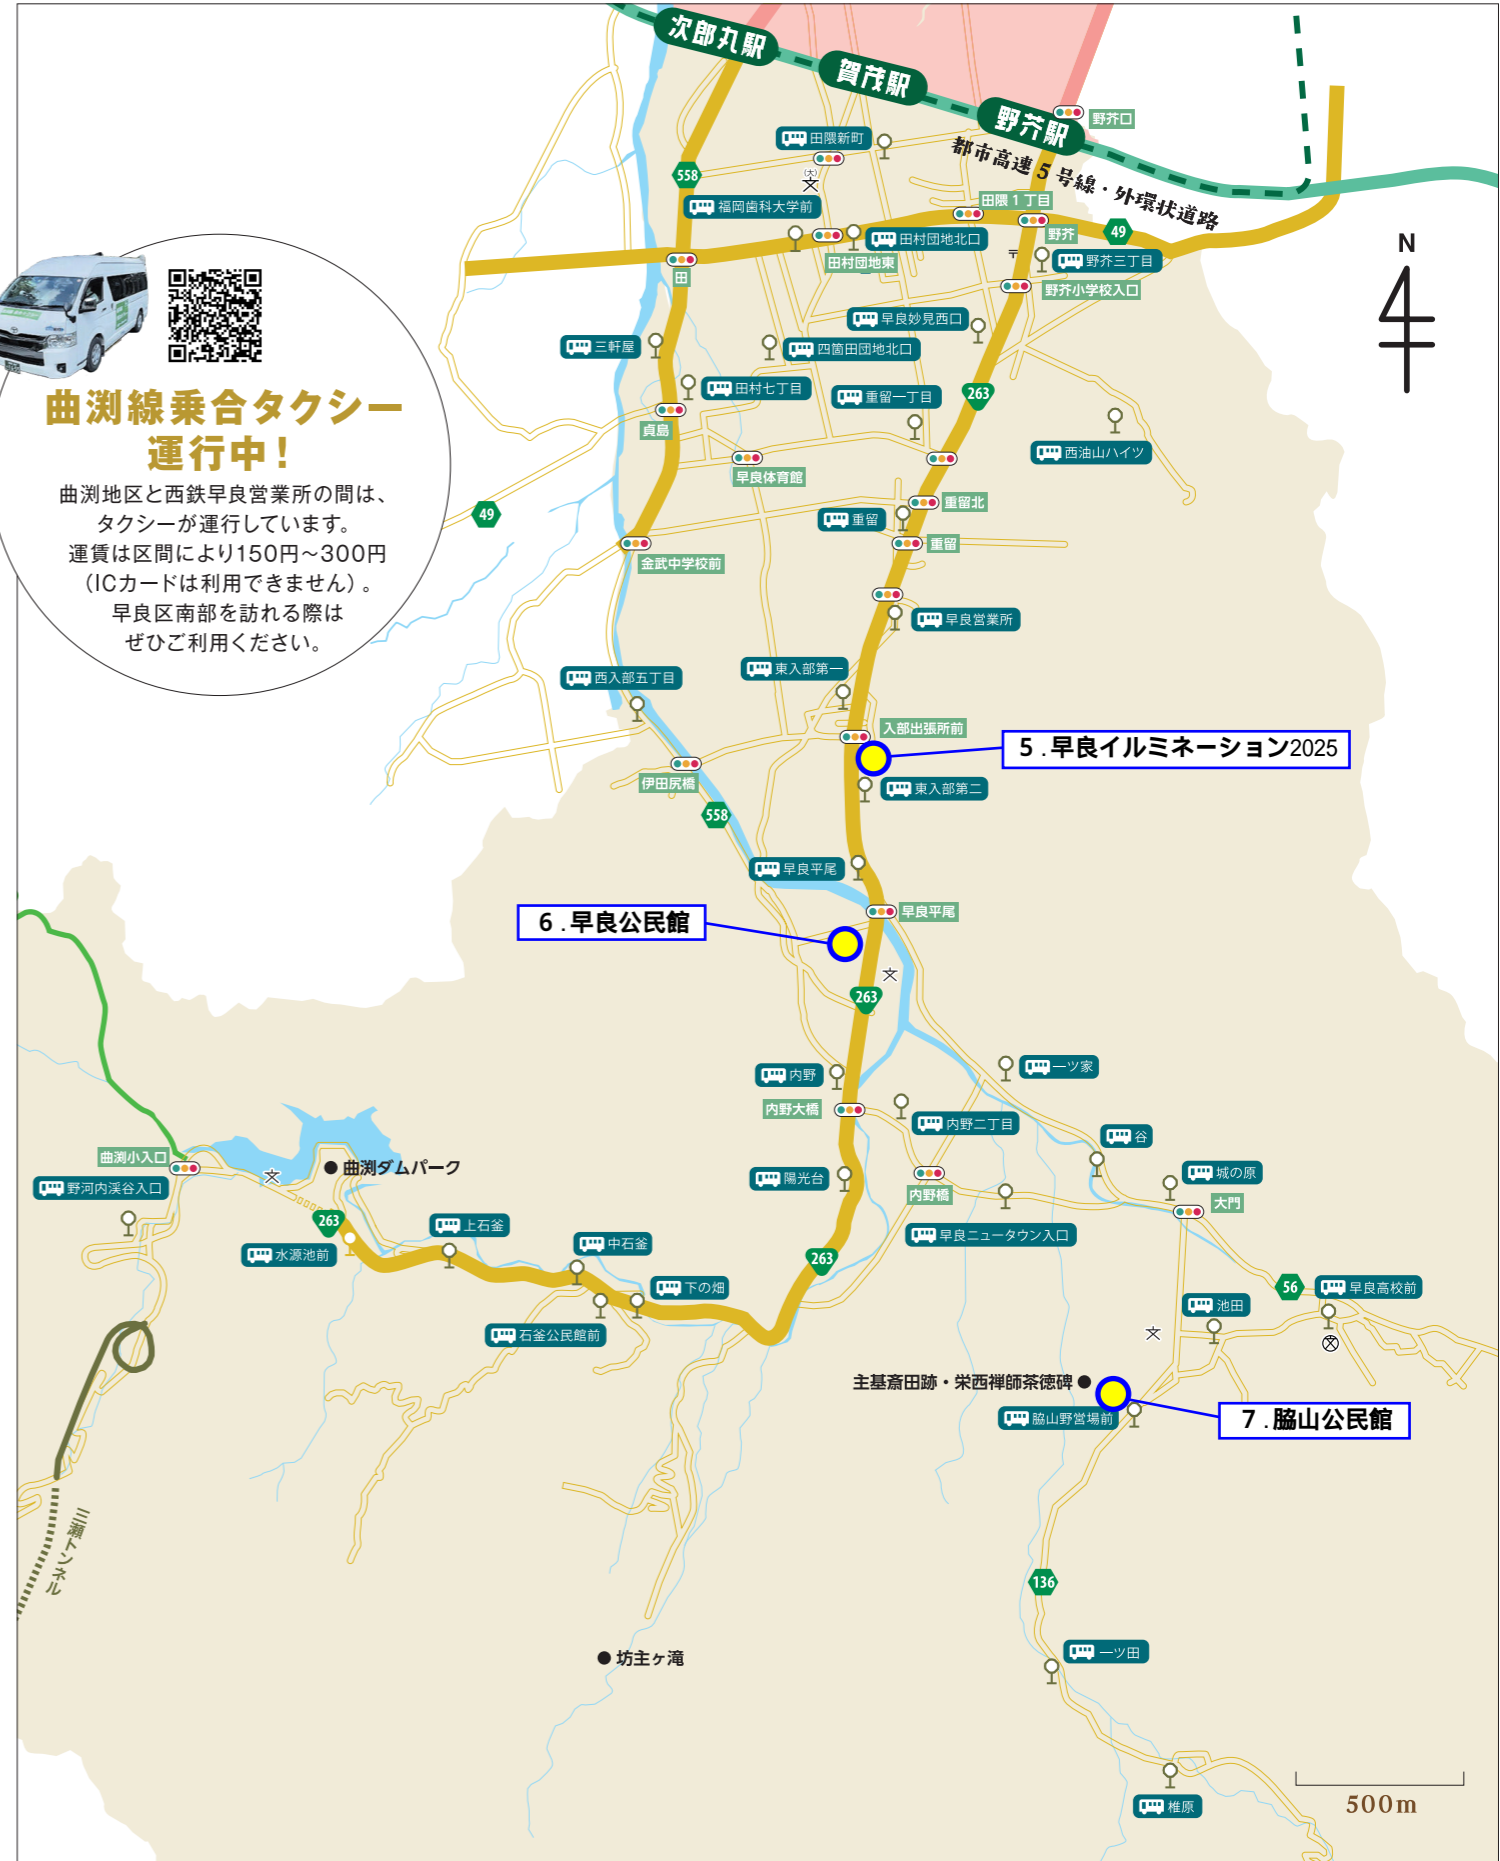 次郎丸駅
賀茂駅
野芥駅
野芥口
都市高速5号線・外環状道路
田隈新町
(大)
文
558
福岡歯科大学前
田隈1丁目
野芥
49
田村団地北口
田村団地東
田
〒
野芥三丁目
野芥小学校入口
N
早良妙見西口
三軒屋
四箇田団地北口
田村七丁目
重留一丁目
263
貞島
西油山ハイツ
早良体育館
曲渕線乗合タクシー
運行中!
曲渕地区と西鉄早良営業所の間は、
タクシーが運行しています。
運賃は区間により150円～300円
(ICカードは利用できません)。
早良区南部を訪れる際は
ぜひご利用ください。
49
重留北
重留
重留
金武中学校前
早良営業所
西入部五丁目
東入部第一
入部出張所前
5.早良イルミネーション2025
伊田尻橋
東入部第二
558
早良平尾
早良平尾
6.早良公民館
文
263
一ツ家
内野
内野大橋
内野二丁目
谷
曲渕小入口
文
曲渕ダムパーク
野河内渓谷入口
陽光台
内野橋
城の原
大門
263
上石釜
早良ニュータウン入口
水源池前
中石釜
263
下の畑
56
早良高校前
池田
石釜公民館前
文
文
主基斎田跡・栄西禅師茶徳碑
脇山野営場前
7.脇山公民館
三瀬トンネル
136
坊主ヶ滝
一ツ田
椎原
500m